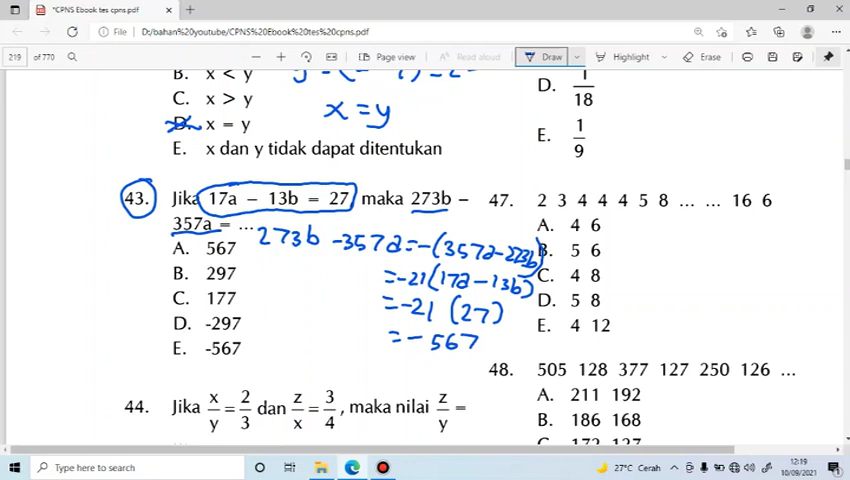 *CPNS Ebook tes cpns.pdf
File
D:/bahan%20youtube/CPNS%20Ebook%20tes%20cpns.pdf
219 of 770
Page view
Read aloud
Draw
Highlight
Erase
B. x < y
C. x > y
D. x = y
E. x dan y tidak dapat ditentukan
x = y
43. Jika 17a − 13b = 27, maka 273b −
357a = ...
A. 567
B. 297
C. 177
D. -297
E. -567
273b - 357a = -(357a - 273b)
= -21 (17a - 13b)
= -21 (27)
= - 567
44. Jika x/y = 2/3 dan z/x = 3/4, maka nilai z/y =
D. 1/18
E. 1/9
47. 2 3 4 4 4 5 8 ... ... 16 6
A. 4 6
B. 5 6
C. 4 8
D. 5 8
E. 4 12
48. 505 128 377 127 250 126 ...
A. 211 192
B. 186 168
Type here to search
27°C Cerah
12:19
10/09/2021